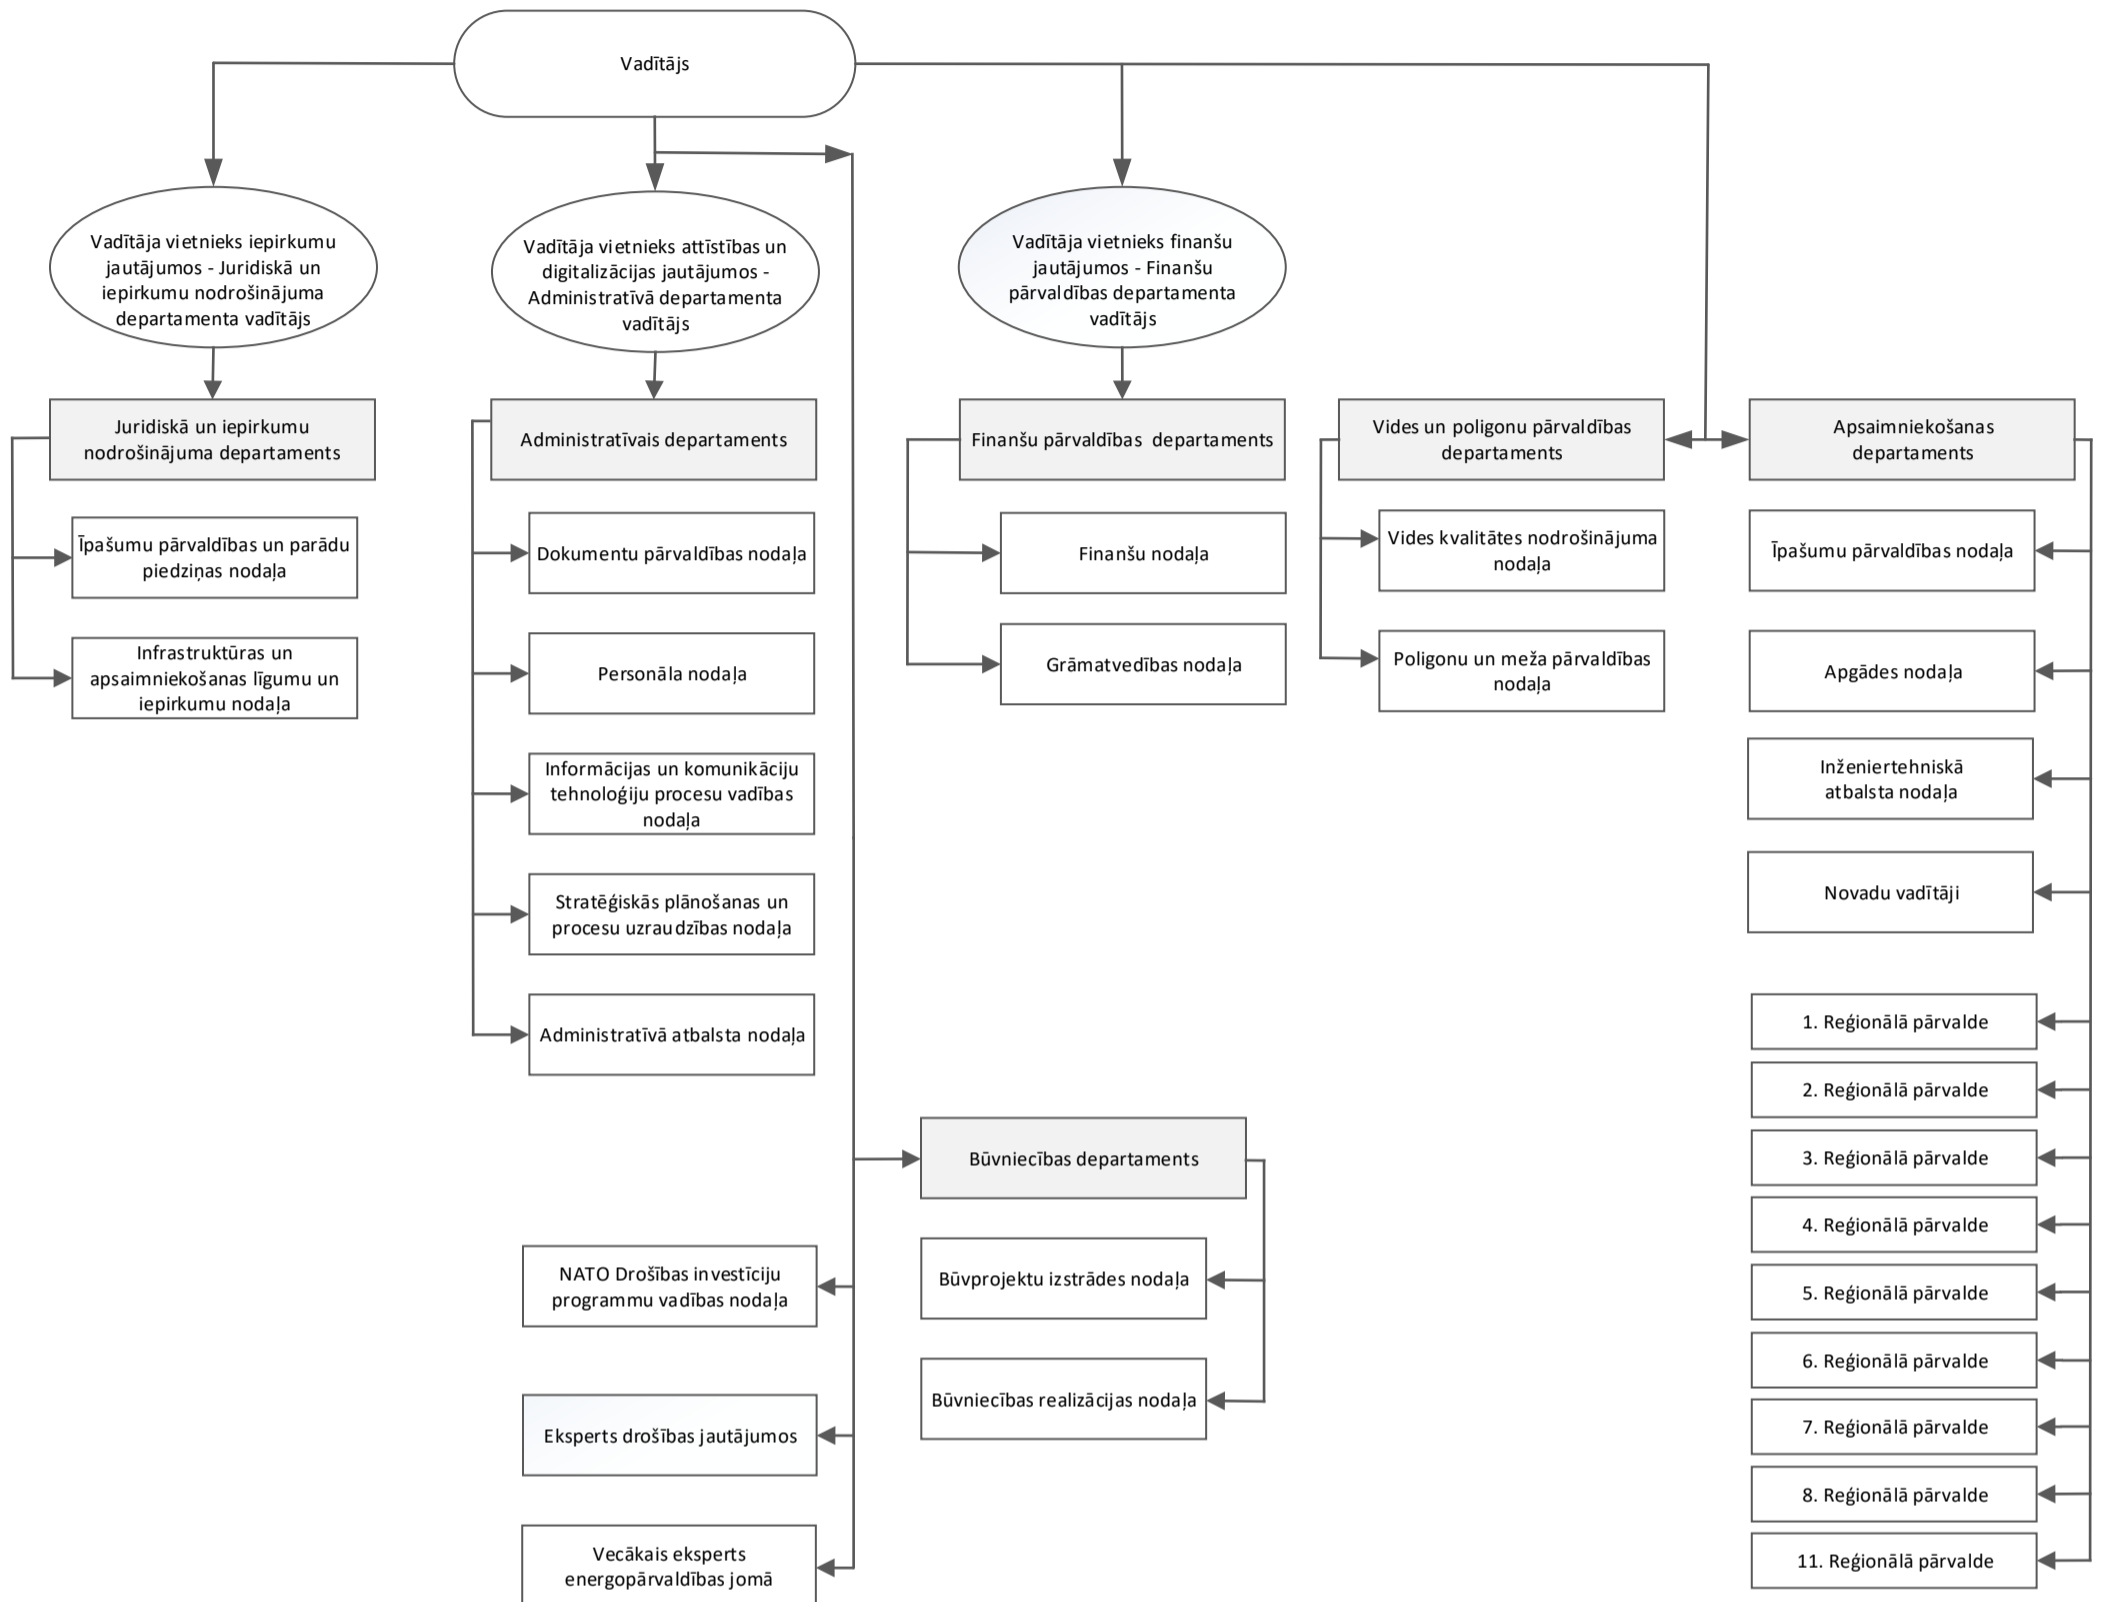 Vadītājs
Vadītāja vietnieks iepirkumu
jautājumos - Juridiskā un
iepirkumu nodrošinājuma
departamenta vadītājs
Vadītāja vietnieks attīstības un
digitalizācijas jautājumos -
Administratīvā departamenta
vadītājs
Vadītāja vietnieks finanšu
jautājumos - Finanšu
pārvaldības departamenta
vadītājs
Juridiskā un iepirkumu
nodrošinājuma departaments
Īpašumu pārvaldības un parādu
piedziņas nodaļa
Infrastruktūras un
apsaimniekošanas līgumu un
iepirkumu nodaļa
Administratīvais departaments
Dokumentu pārvaldības nodaļa
Personāla nodaļa
Informācijas un komunikāciju
tehnoloģiju procesu vadības
nodaļa
Stratēģiskās plānošanas un
procesu uzraudzības nodaļa
Administratīvā atbalsta nodaļa
Finanšu pārvaldības departaments
Finanšu nodaļa
Grāmatvedības nodaļa
Vides un poligonu pārvaldības
departaments
Vides kvalitātes nodrošinājuma
nodaļa
Poligonu un meža pārvaldības
nodaļa
Apsaimniekošanas
departaments
Īpašumu pārvaldības nodaļa
Apgādes nodaļa
Inženiertehniskā
atbalsta nodaļa
Novadu vadītāji
1. Reģionālā pārvalde
2. Reģionālā pārvalde
3. Reģionālā pārvalde
4. Reģionālā pārvalde
5. Reģionālā pārvalde
6. Reģionālā pārvalde
7. Reģionālā pārvalde
8. Reģionālā pārvalde
11. Reģionālā pārvalde
Būvniecības departaments
Būvprojektu izstrādes nodaļa
Būvniecības realizācijas nodaļa
NATO Drošības investīciju
programmu vadības nodaļa
Eksperts drošības jautājumos
Vecākais eksperts
energopārvaldības jomā